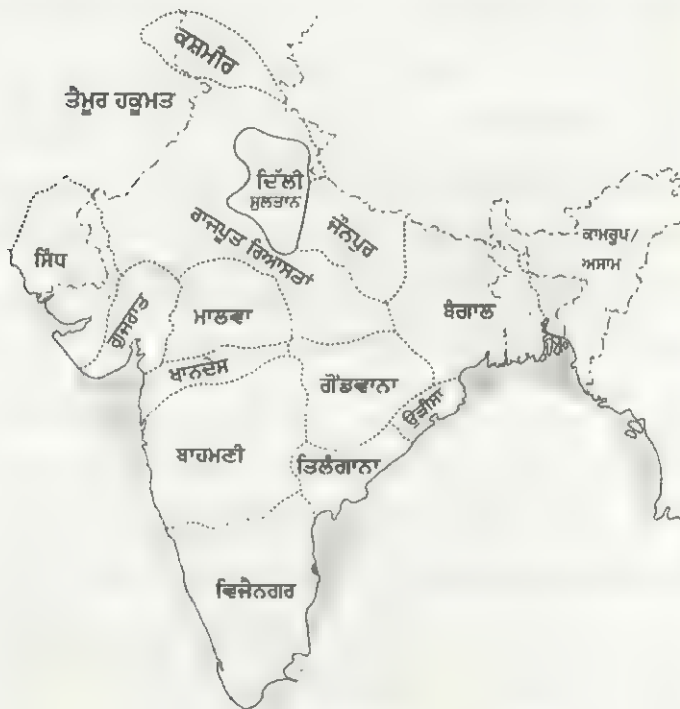 ਕਸ਼ਮੀਰ
ਤੈਮੂਰ ਹਕੂਮਤ
ਦਿੱਲੀ
ਸੁਲਤਾਨ
ਰਾਜਪੂਤ ਰਿਆਸਤਾਂ
ਜੌਨਪੁਰ
ਕਾਮਰੂਪ/
ਅਸਾਮ
ਸਿੰਧ
ਗੁਜਰਾਤ
ਮਾਲਵਾ
ਬੰਗਾਲ
ਖਾਨਦੇਸ਼
ਗੌਂਡਵਾਨਾ
ਉੜੀਸਾ
ਬਾਹਮਣੀ
ਤਿਲੰਗਾਨਾ
ਵਿਜੈਨਗਰ